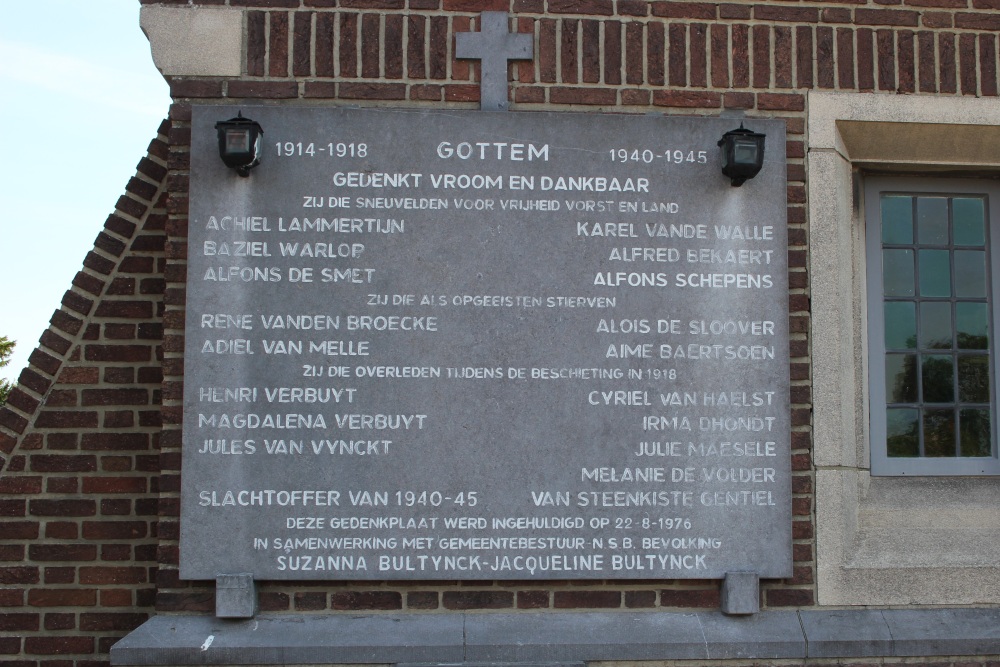 1914-1918 GOTTEM 1940-1945
GEDENKT VROOM EN DANKBAAR
ZIJ DIE SNEUVELDEN VOOR VRIJHEID VORST EN LAND
ACHIEL LAMMERTIJN KAREL VANDE WALLE
BAZIEL WARLOP ALFRED BEKAERT
ALFONS DE SMET ALFONS SCHEPENS
ZIJ DIE ALS OPGEEISTEN STIERVEN
RENE VANDEN BROECKE ALOIS DE SLOOVER
ADIEL VAN MELLE AIME BAERTSOEN
ZIJ DIE OVERLEDEN TIJDENS DE BESCHIETING IN 1918
HENRI VERBUYT CYRIEL VAN HAELST
MAGDALENA VERBUYT IRMA DHONDT
JULES VAN VYNCKT JULIE MAESELE
MELANIE DE VOLDER
SLACHTOFFER VAN 1940-45 VAN STEENKISTE GENTIEL
DEZE GEDENKPLAAT WERD INGEHULDIGD OP 22-8-1976
IN SAMENWERKING MET GEMEENTEBESTUUR-N.S.B. BEVOLKING
SUZANNA BULTYNCK-JACQUELINE BULTYNCK